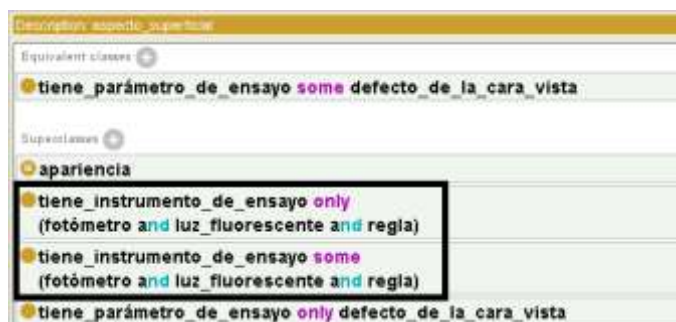 Description: aspecto_superficial
Equivalent classes
tiene_parámetro_de_ensayo some defecto_de_la_cara_vista
Superclasses
apariencia
tiene_instrumento_de_ensayo only
(fotómetro and luz_fluorescente and regla)
tiene_instrumento_de_ensayo some
(fotómetro and luz_fluorescente and regla)
tiene_parámetro_de_ensayo only defecto_de_la_cara_vista